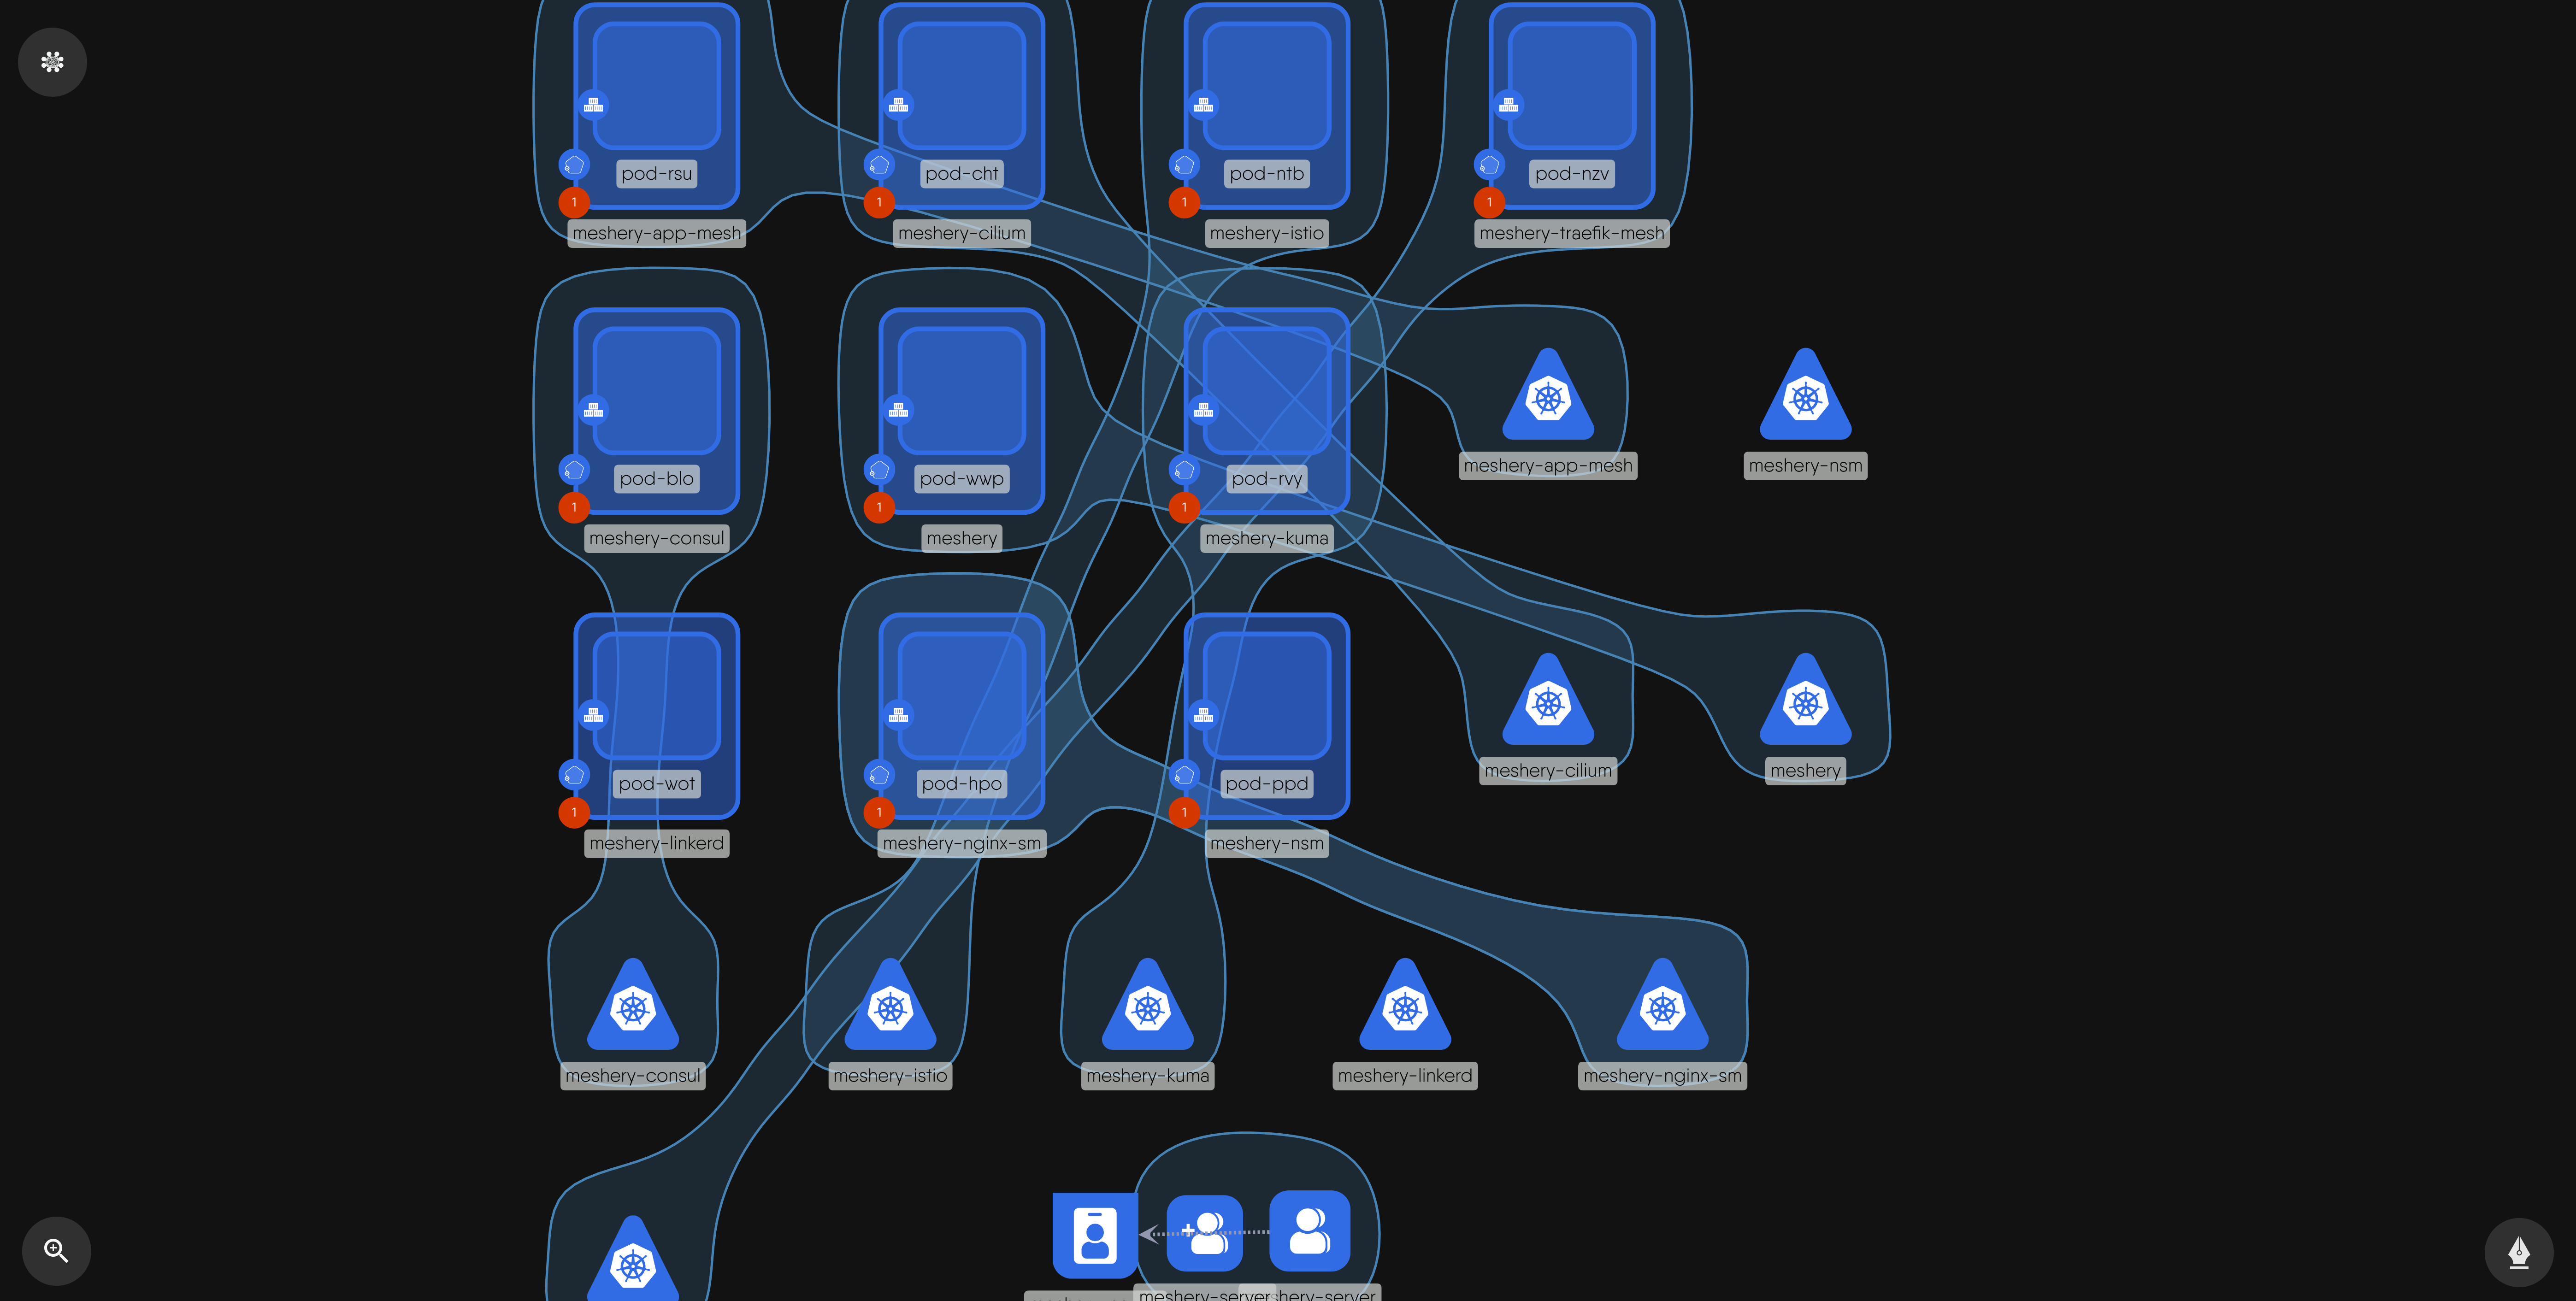 pod-rsu
pod-cht
pod-ntb
pod-nzv
1
1
1
1
meshery-app-mesh
meshery-cilium
meshery-istio
meshery-traefik-mesh
pod-blo
pod-wwp
pod-rvy
meshery-app-mesh
meshery-nsm
1
1
1
meshery-consul
meshery
meshery-kuma
pod-wot
pod-hpo
pod-ppd
meshery-cilium
meshery
1
1
1
meshery-linkerd
meshery-nginx-sm
meshery-nsm
meshery-consul
meshery-istio
meshery-kuma
meshery-linkerd
meshery-nginx-sm
meshery-server
hery-server